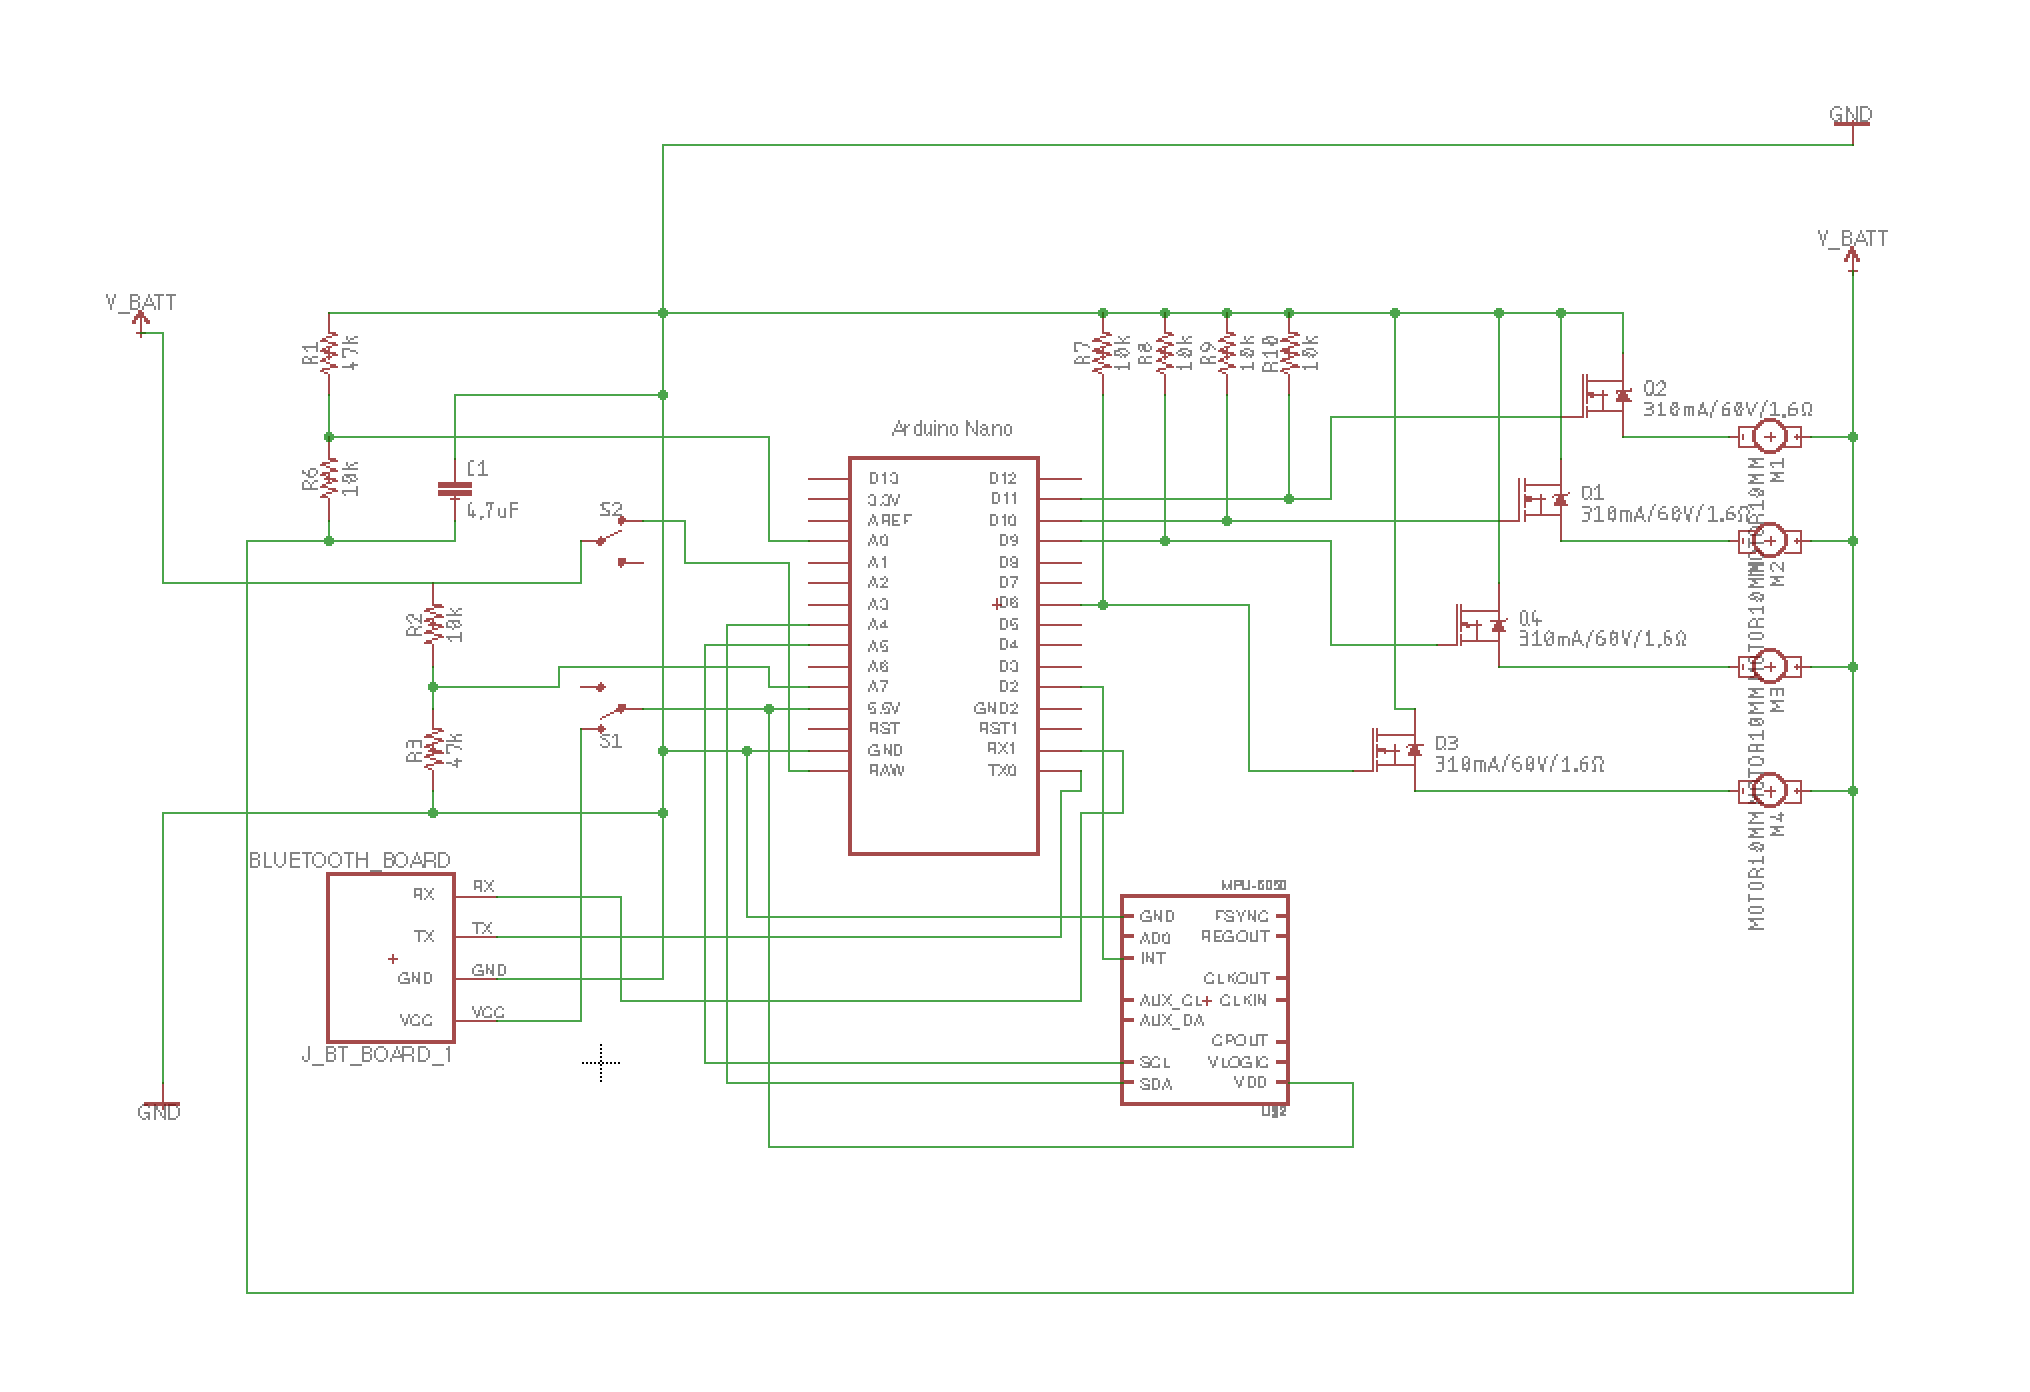 GND
V_BATT
V_BATT
R1
47k
R7
10k
R8
10k
R9
10k
R10
10k
Q2
310mA/60V/1.6Ω
Arduino Nano
M1
MOTOR10MM
R6
10k
C1
4,7uF
S2
D13
3.3V
AREF
A0
A1
A2
A3
A4
A5
A6
A7
5.5V
RST
GND
RAW
D12
D11
D10
D9
D8
D7
D6
D5
D4
D3
D2
GND2
RST1
RX1
TX0
Q1
310mA/60V/1.6Ω
M2
MOTOR10MM
R2
10k
Q4
310mA/60V/1.6Ω
M3
MOTOR10MM
R3
47k
S1
Q3
310mA/60V/1.6Ω
M4
MOTOR10MM
BLUETOOTH_BOARD
RX
TX
GND
VCC
RX
TX
GND
VCC
J_BT_BOARD_1
GND
MPU-6050
GND
AD0
INT
AUX_CL
AUX_DA
SCL
SDA
FSYNC
REGOUT
CLKOUT
CLKIN
CPOUT
VLOGIC
VDD